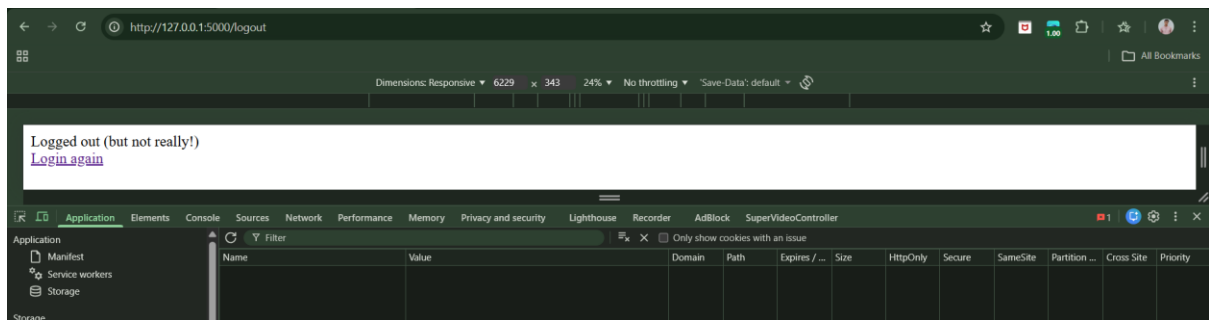 http://127.0.0.1:5000/logout
1.00
All Bookmarks
Dimensions: Responsive 6229 x 343 24% No throttling 'Save-Data': default
Logged out (but not really!)
Login again
Application Elements Console Sources Network Performance Memory Privacy and security Lighthouse Recorder AdBlock SuperVideoController 1
Application Filter Only show cookies with an issue
Manifest Name Value Domain Path Expires / ... Size HttpOnly Secure SameSite Partition ... Cross Site Priority
Service workers
Storage
Storage